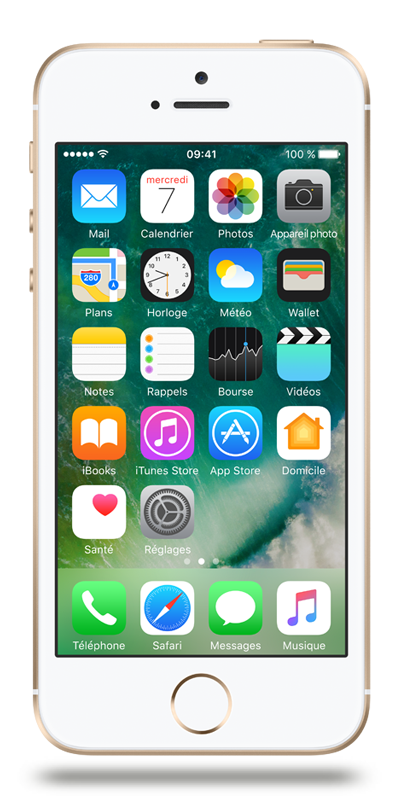 09:41 100 %
mercredi
7
Mail Calendrier Photos Appareil photo
280
Plans Horloge Météo Wallet
Notes Rappels Bourse Vidéos
iBooks iTunes Store App Store Domicile
Santé Réglages
Téléphone Safari Messages Musique